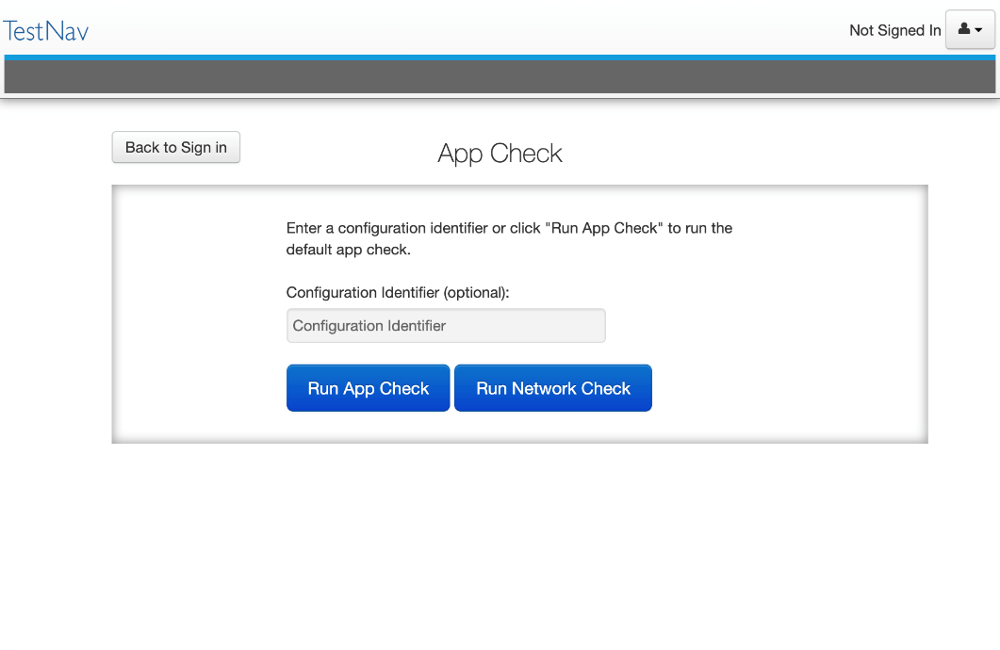 TestNav
Not Signed In
Back to Sign in
App Check
Enter a configuration identifier or click "Run App Check" to run the
default app check.
Configuration Identifier (optional):
Configuration Identifier
Run App Check
Run Network Check